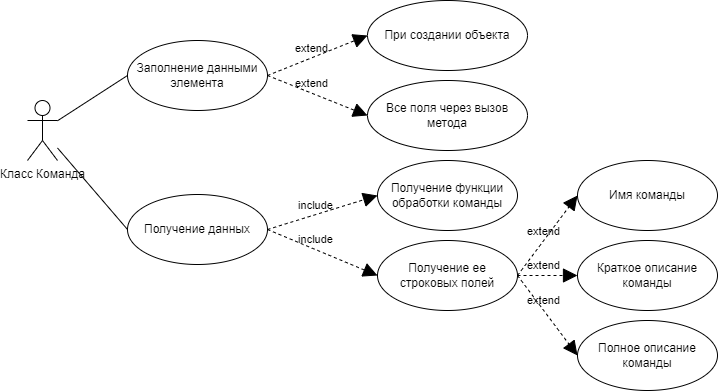 При создании объекта
extend
Заполнение данными
элемента
extend
Все поля через вызов
метода
Класс Команда
Получение функции
обработки команды
Имя команды
include
Получение данных
extend
include
Получение ее
строковых полей
extend
Краткое описание
команды
extend
Полное описание
команды